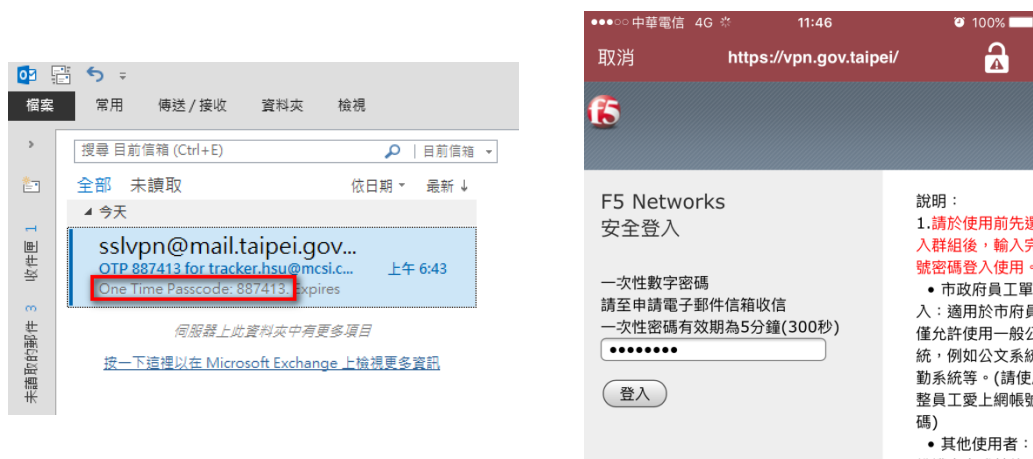 檔案 常用 傳送 / 接收 資料夾 檢視
搜尋 目前信箱 (Ctrl+E) 目前信箱
全部 未讀取 依日期 最新 ↓
今天
sslvpn@mail.taipei.gov...
OTP 887413 for tracker.hsu@mcsi.c... 上午 6:43
One Time Passcode: 887413. Expires
伺服器上此資料夾中有更多項目
按一下這裡以在 Microsoft Exchange 上檢視更多資訊
收件匣 1
未讀取的郵件 3
中華電信 4G 11:46 100%
取消 https://vpn.gov.taipei/
f5
F5 Networks
安全登入
一次性數字密碼
請至申請電子郵件信箱收信
一次性密碼有效期為5分鐘(300秒)
登入
說明：
1.請於使用前先選
入群組後，輸入完
號密碼登入使用。
• 市政府員工單
入：適用於市府員
僅允許使用一般公
統，例如公文系統
勤系統等。(請使用
整員工愛上網帳號
碼)
• 其他使用者：